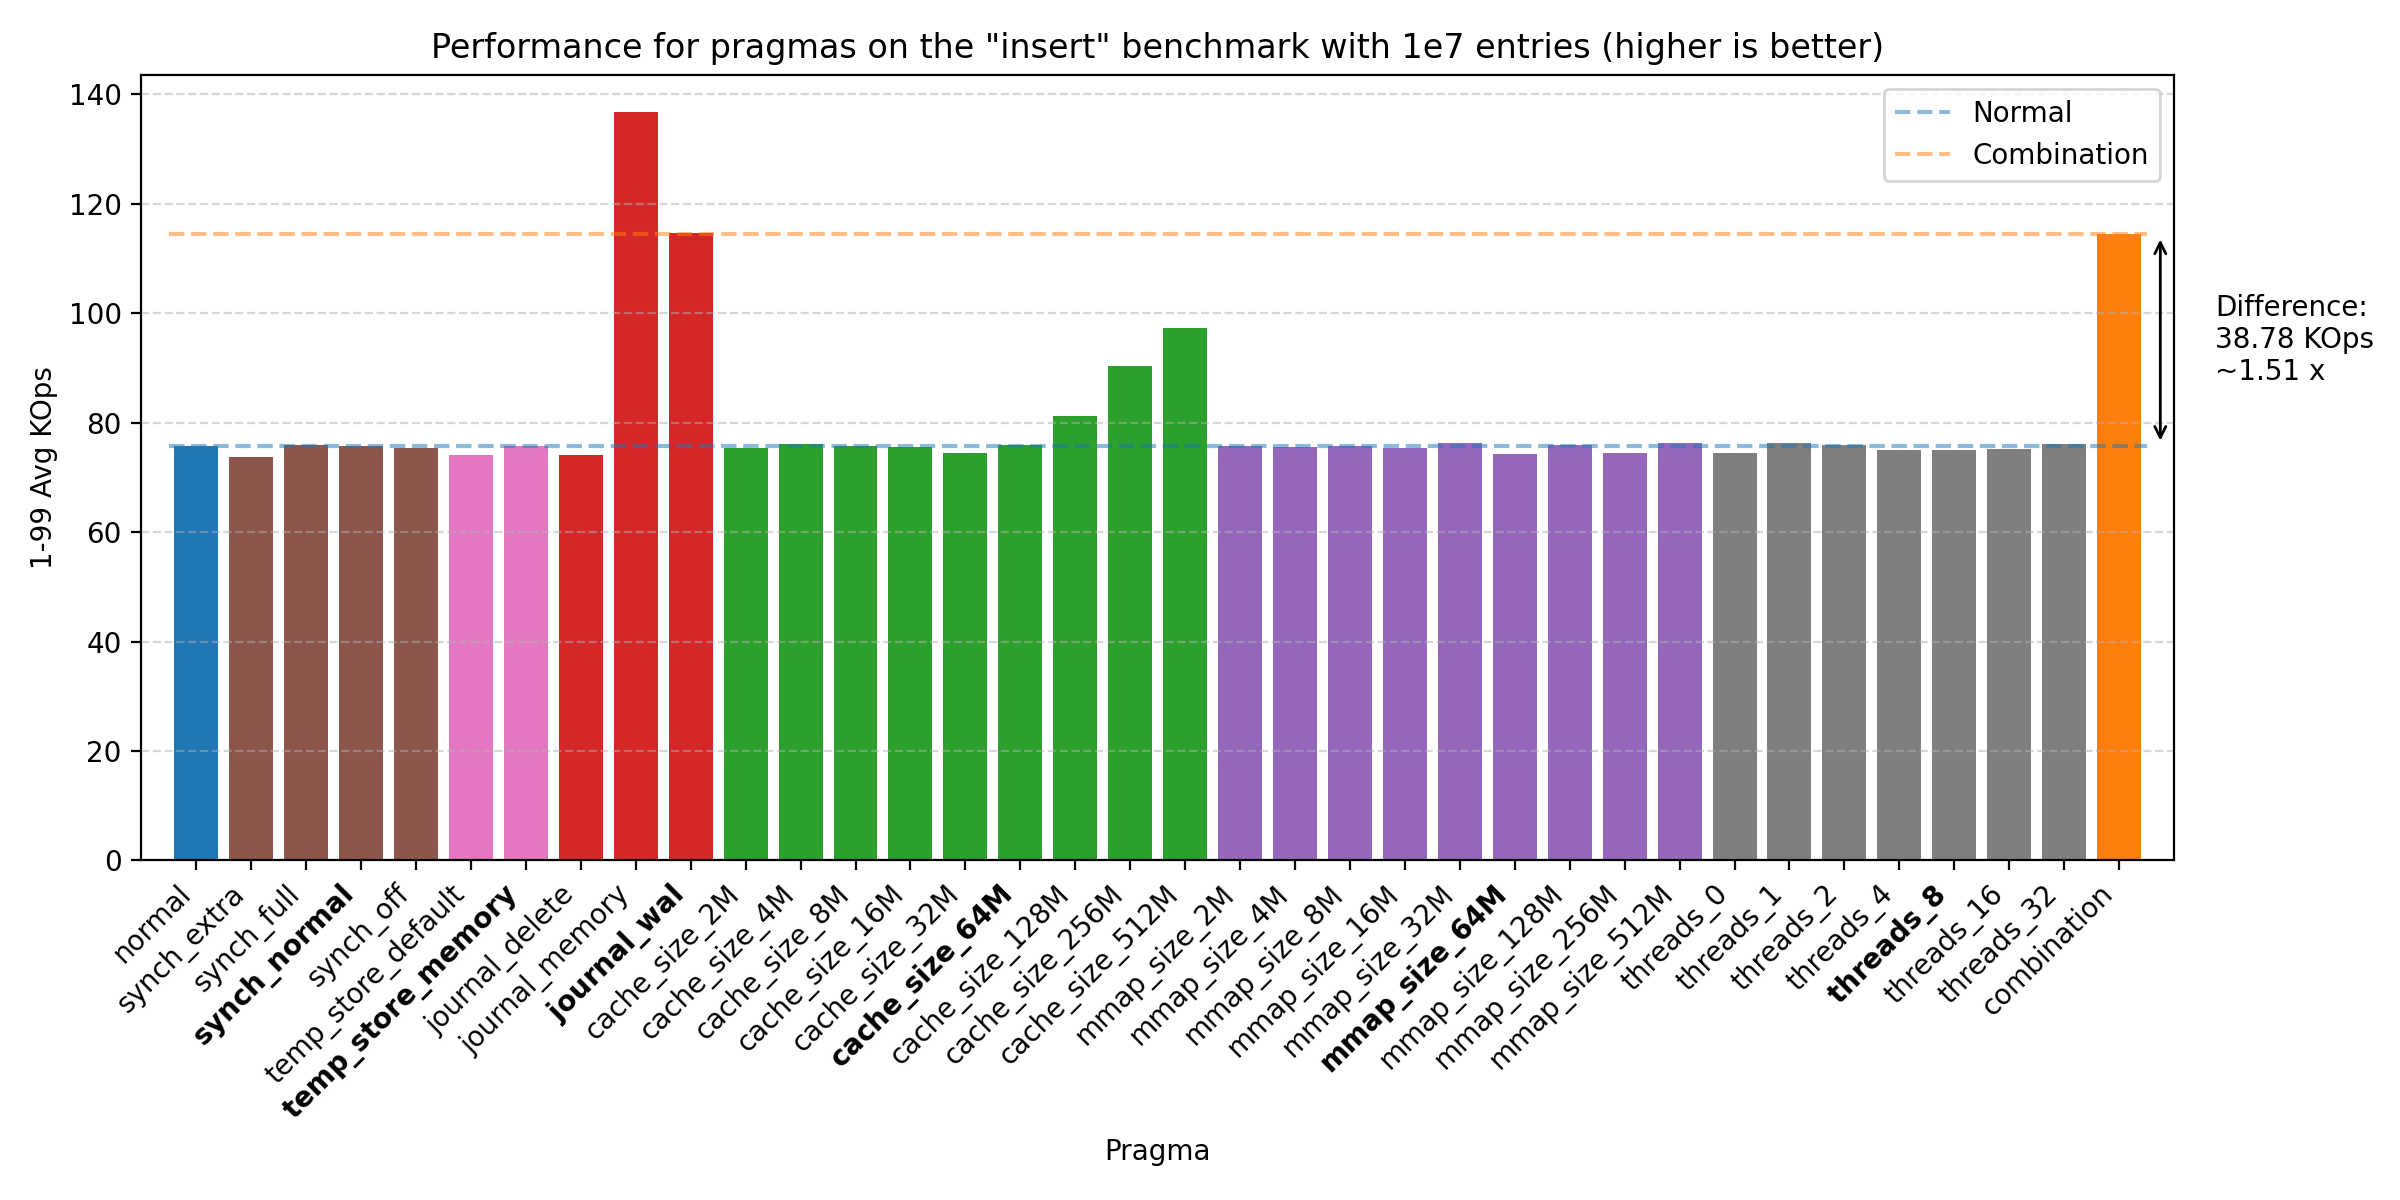 Performance for pragmas on the "insert" benchmark with 1e7 entries (higher is better)
140
120
100
80
60
40
20
0
1-99 Avg KOps
Normal
Combination
Difference:
38.78 KOps
~1.51 x
normal
synch_extra
synch_full
synch_normal
synch_off
temp_store_default
temp_store_memory
journal_delete
journal_memory
journal_wal
cache_size_2M
cache_size_4M
cache_size_8M
cache_size_16M
cache_size_32M
cache_size_64M
cache_size_128M
cache_size_256M
cache_size_512M
mmap_size_2M
mmap_size_4M
mmap_size_8M
mmap_size_16M
mmap_size_32M
mmap_size_64M
mmap_size_128M
mmap_size_256M
mmap_size_512M
threads_0
threads_1
threads_2
threads_4
threads_8
threads_16
threads_32
combination
Pragma